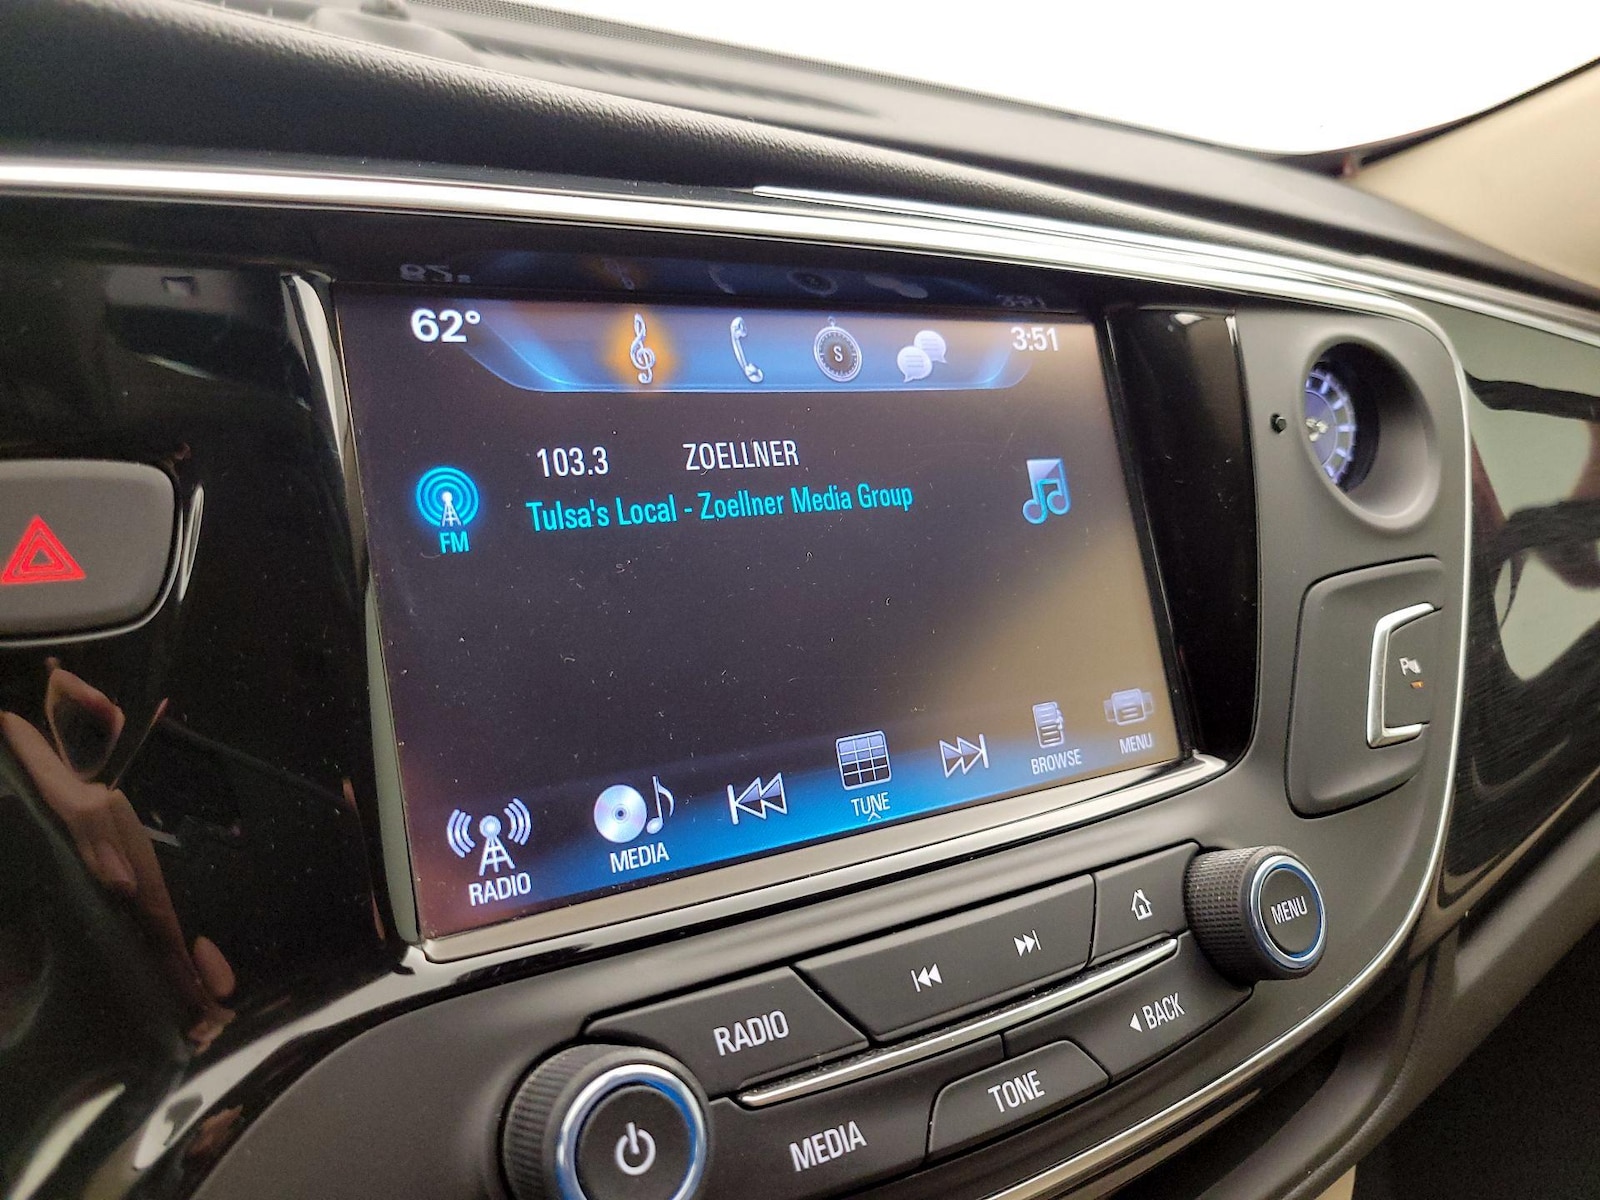 62°
S
3:51
103.3 ZOELLNER
Tulsa's Local - Zoellner Media Group
FM
RADIO
MEDIA
TUNE
BROWSE
MENU
RADIO
MENU
BACK
TONE
MEDIA